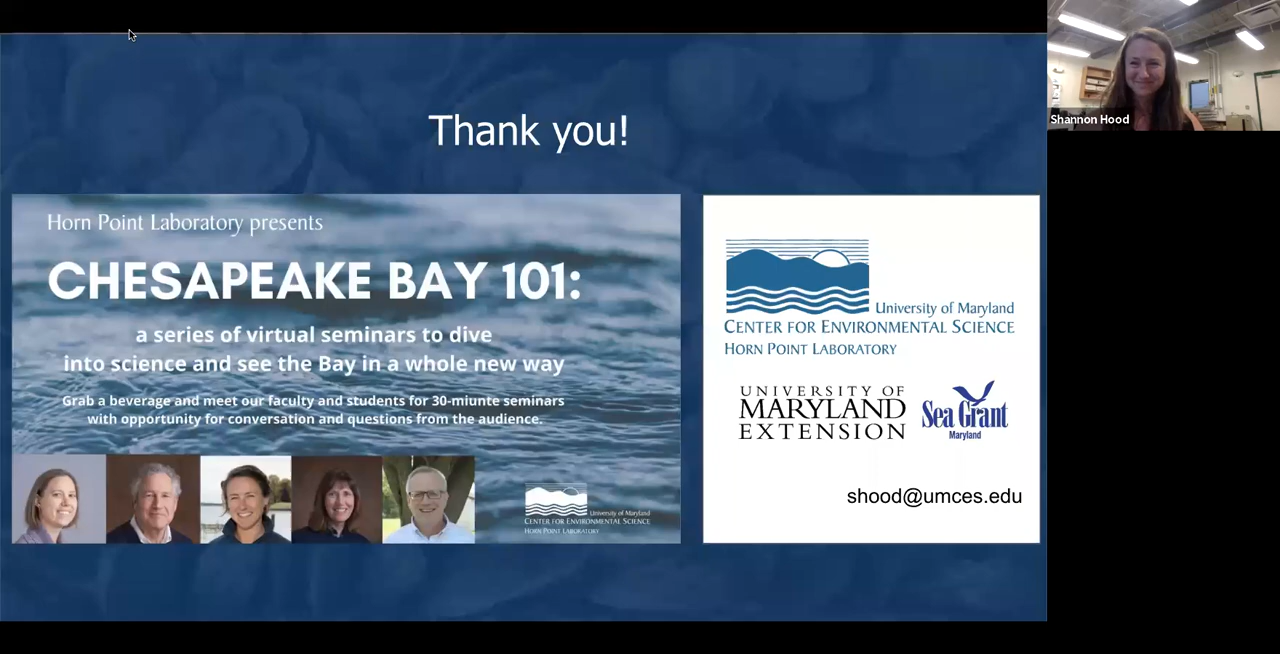 Thank you!
Horn Point Laboratory presents
CHESAPEAKE BAY 101:
a series of virtual seminars to dive
into science and see the Bay in a whole new way
Grab a beverage and meet our faculty and students for 30-miunte seminars
with opportunity for conversation and questions from the audience.
University of Maryland
CENTER FOR ENVIRONMENTAL SCIENCE
HORN POINT LABORATORY
University of Maryland
CENTER FOR ENVIRONMENTAL SCIENCE
HORN POINT LABORATORY
UNIVERSITY OF
MARYLAND
EXTENSION
Sea Grant
Maryland
shood@umces.edu
Shannon Hood